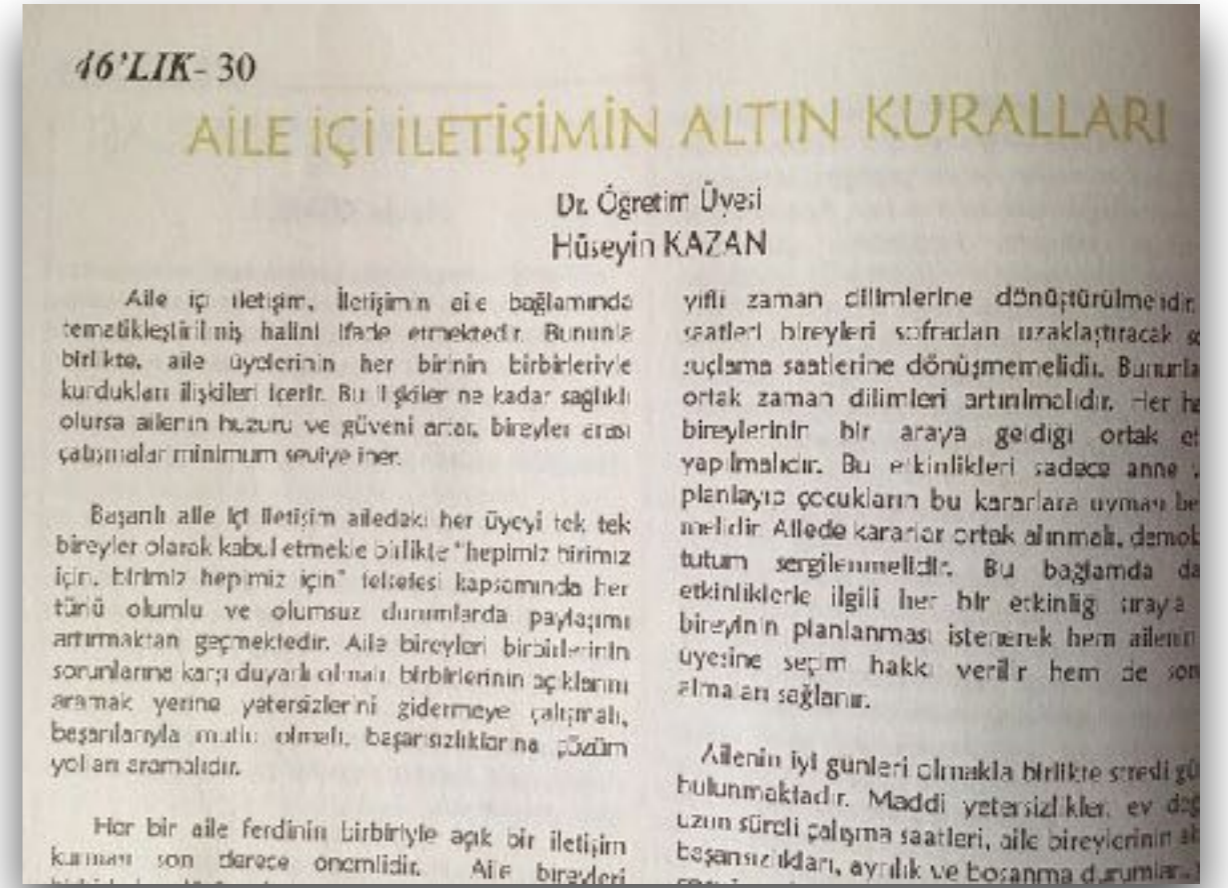 46'LIK- 30
AİLE İÇİ İLETİŞİMİN ALTIN KURALLARI
Dr. Öğretim Üyesi
Hüseyin KAZAN
Aile içi iletişim, İletişimin aile bağlamında
tematikleştirilmiş halini ifade etmektedir. Bununla
birlikte, aile üyelerinin her birinin birbirleriyle
kurdukları ilişkileri içerir. Bu ilişkiler ne kadar sağlıklı
olursa ailenin huzuru ve güveni artar, bireyler arası
çatışmalar minimum seviye iner.
Başarılı aile içi iletişim ailedeki her üyeyi tek tek
bireyler olarak kabul etmekle birlikte "hepimiz birimiz
için, birimiz hepimiz için" felsefesi kapsamında her
türlü olumlu ve olumsuz durumlarda paylaşımı
artırmaktan geçmektedir. Aile bireyleri birbirlerinin
sorunlarına karşı duyarlı olmalı, birbirlerinin açıklarını
aramak yerine yetersizlerini gidermeye çalışmalı,
başarılarıyla mutlu olmalı, başarısızlıklarına çözüm
yolları aramalıdır.
Her bir aile ferdinin birbiriyle açık bir iletişim
kurması son derece önemlidir. Aile bireyleri
yifli zaman dilimlerine dönüştürülmelidir.
saatleri bireyleri sofradan uzaklaştıracak
suçlama saatlerine dönüşmemelidir. Bununla
ortak zaman dilimleri artırılmalıdır. Her
bireylerinin bir araya geldiği ortak
yapılmalıdır. Bu etkinlikleri sadece anne
planlayıp çocukların bu kararlara uyması
melidir. Ailede kararlar ortak alınmalı,
tutum sergilenmelidir. Bu bağlamda
etkinliklerle ilgili her bir etkinliği sıraya
bireyinin planlanması istenerek hem ailenin
üyesine seçim hakkı verilir hem de
almaları sağlanır.
Ailenin iyi günleri olmakla birlikte stresli
bulunmaktadır. Maddi yetersizlikler, ev
uzun süreli çalışma saatleri, aile bireylerinin
başarısızlıkları, ayrılık ve boşanma durumları